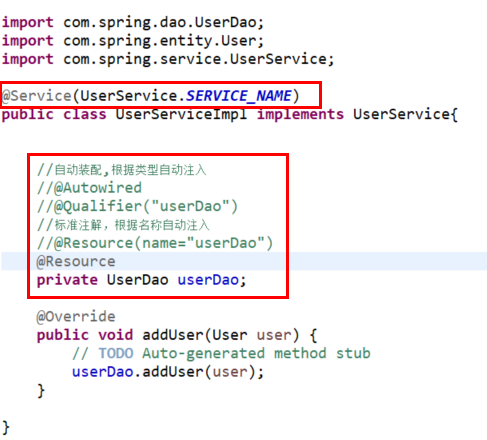 import com.spring.dao.UserDao;
import com.spring.entity.User;
import com.spring.service.UserService;
@Service(UserService.SERVICE_NAME)
public class UserServiceImpl implements UserService{
//自动装配,根据类型自动注入
//@Autowired
//@Qualifier("userDao")
//标准注解，根据名称自动注入
//@Resource(name="userDao")
@Resource
private UserDao userDao;
@Override
public void addUser(User user) {
// TODO Auto-generated method stub
userDao.addUser(user);
}
}